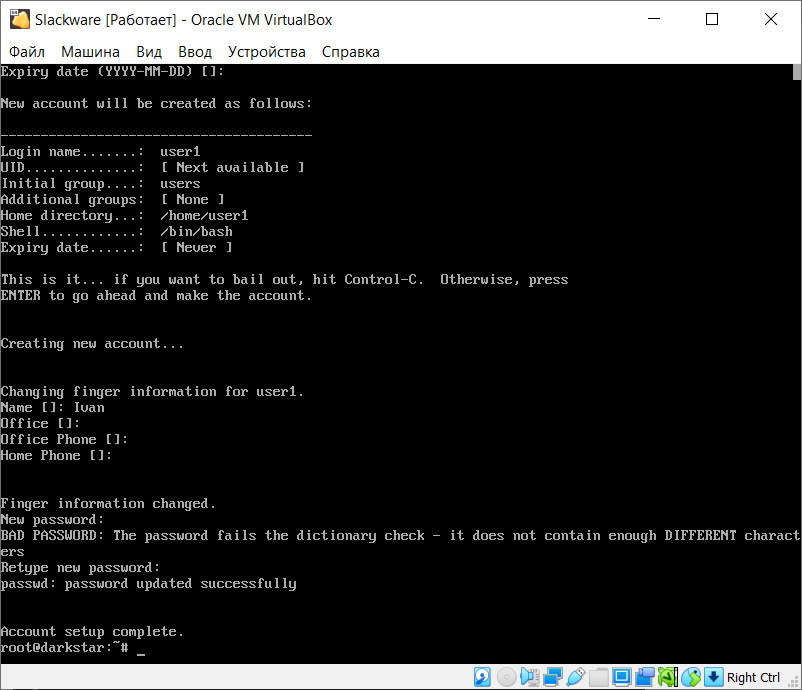 Slackware [Работает] - Oracle VM VirtualBox
Файл Машина Вид Ввод Устройства Справка
Expiry date (YYYY-MM-DD) []:
New account will be created as follows:
---------------------------------------
Login name.......:  user1
UID..............:  [ Next available ]
Initial group....:  users
Additional groups:  [ None ]
Home directory...:  /home/user1
Shell............:  /bin/bash
Expiry date......:  [ Never ]
This is it... if you want to bail out, hit Control-C.  Otherwise, press
ENTER to go ahead and make the account.
Creating new account...
Changing finger information for user1.
Name []: Ivan
Office []:
Office Phone []:
Home Phone []:
Finger information changed.
New password:
BAD PASSWORD: The password fails the dictionary check - it does not contain enough DIFFERENT charact
ers
Retype new password:
passwd: password updated successfully
Account setup complete.
root@darkstar:~# _
Right Ctrl